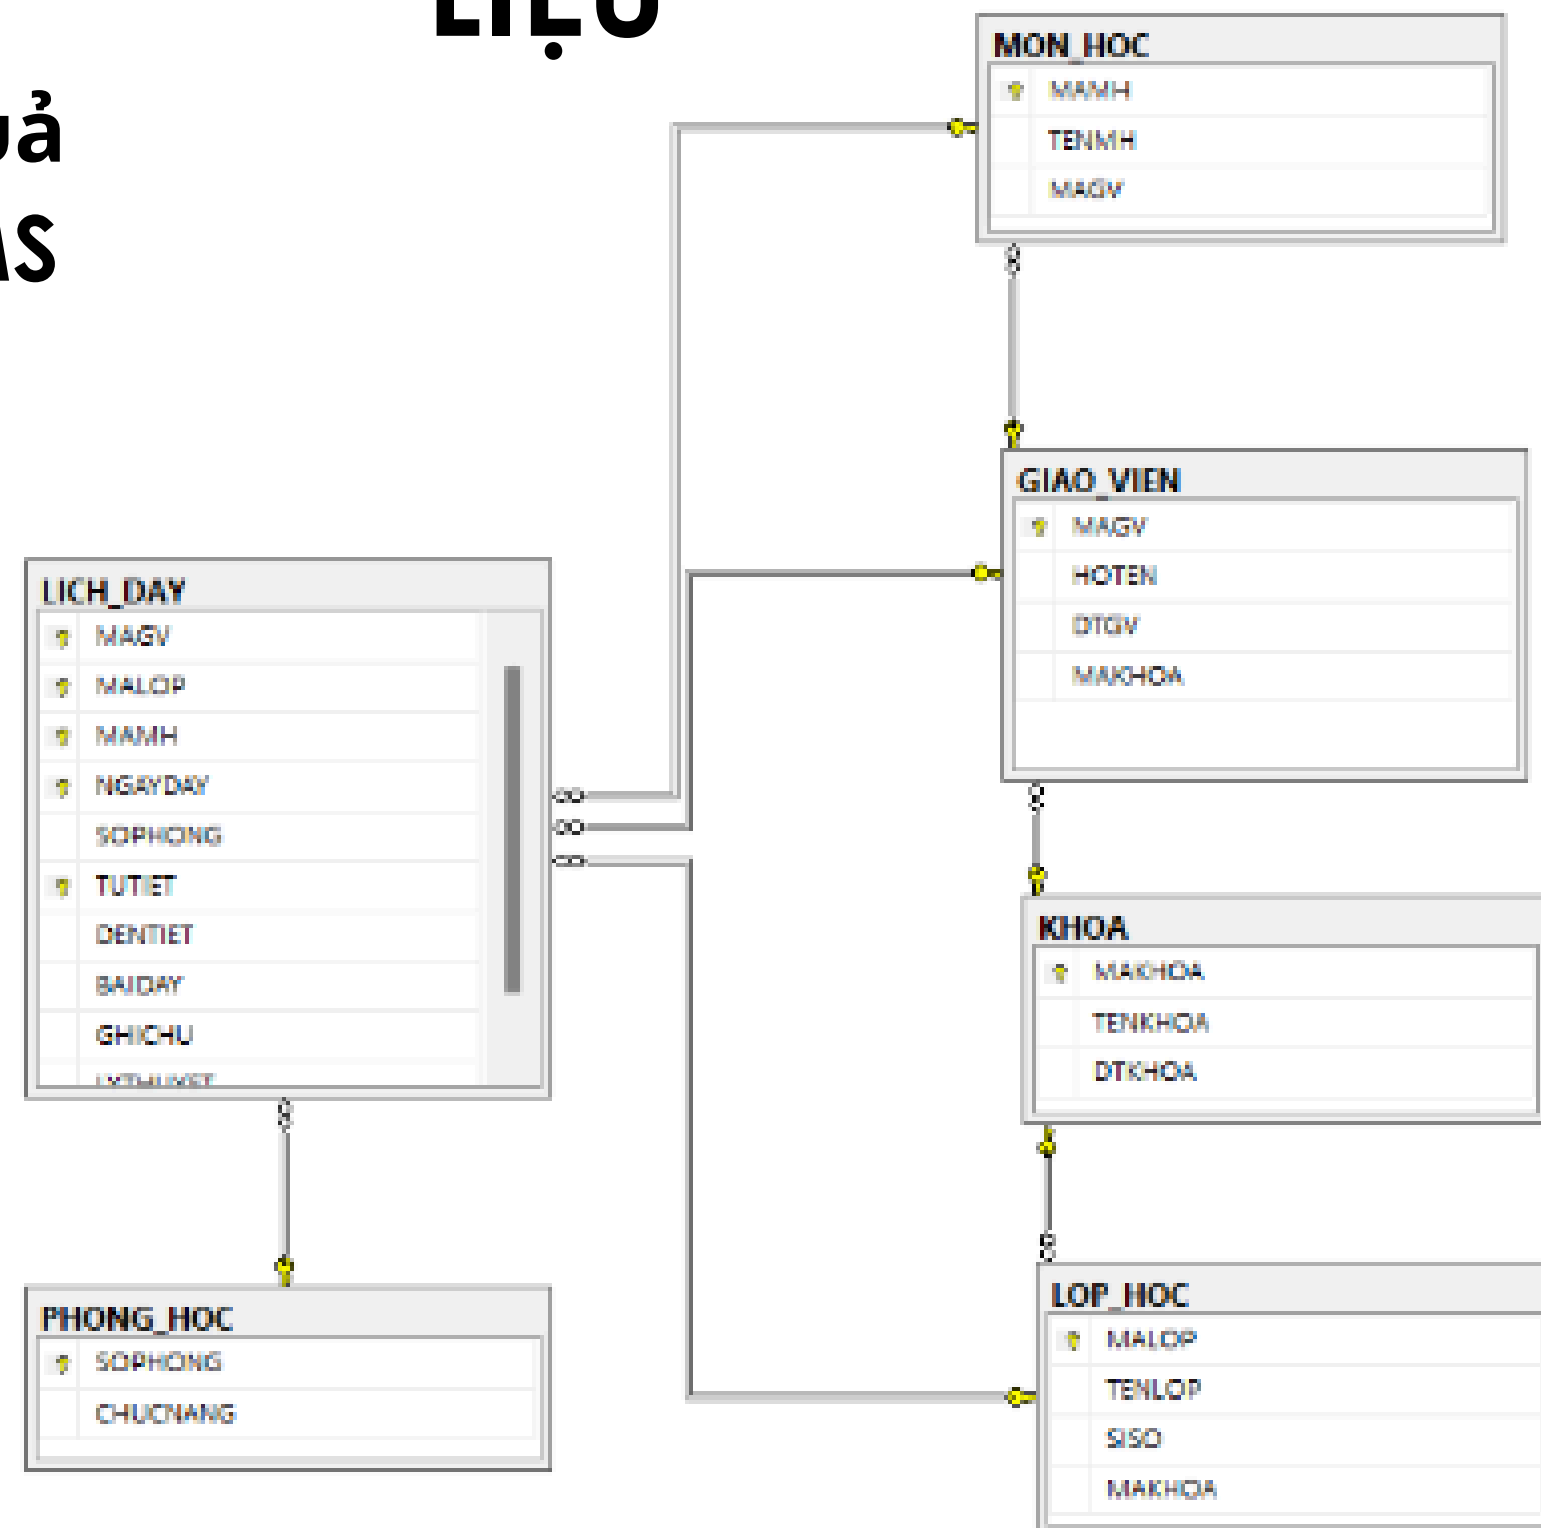 LIỆU
uả
AS
MON_HOC
MAMH
TENMH
MAGV
GIAO_VIEN
MAGV
HOTEN
DTGV
MAKHOA
LICH_DAY
MAGV
MALOP
MAMH
NGAYDAY
SOPHONG
TUTIET
DENTIET
BAIDAY
GHICHU
LYTHUYET
KHOA
MAKHOA
TENKHOA
DTKHOA
PHONG_HOC
SOPHONG
CHUCNANG
LOP_HOC
MALOP
TENLOP
SISO
MAKHOA